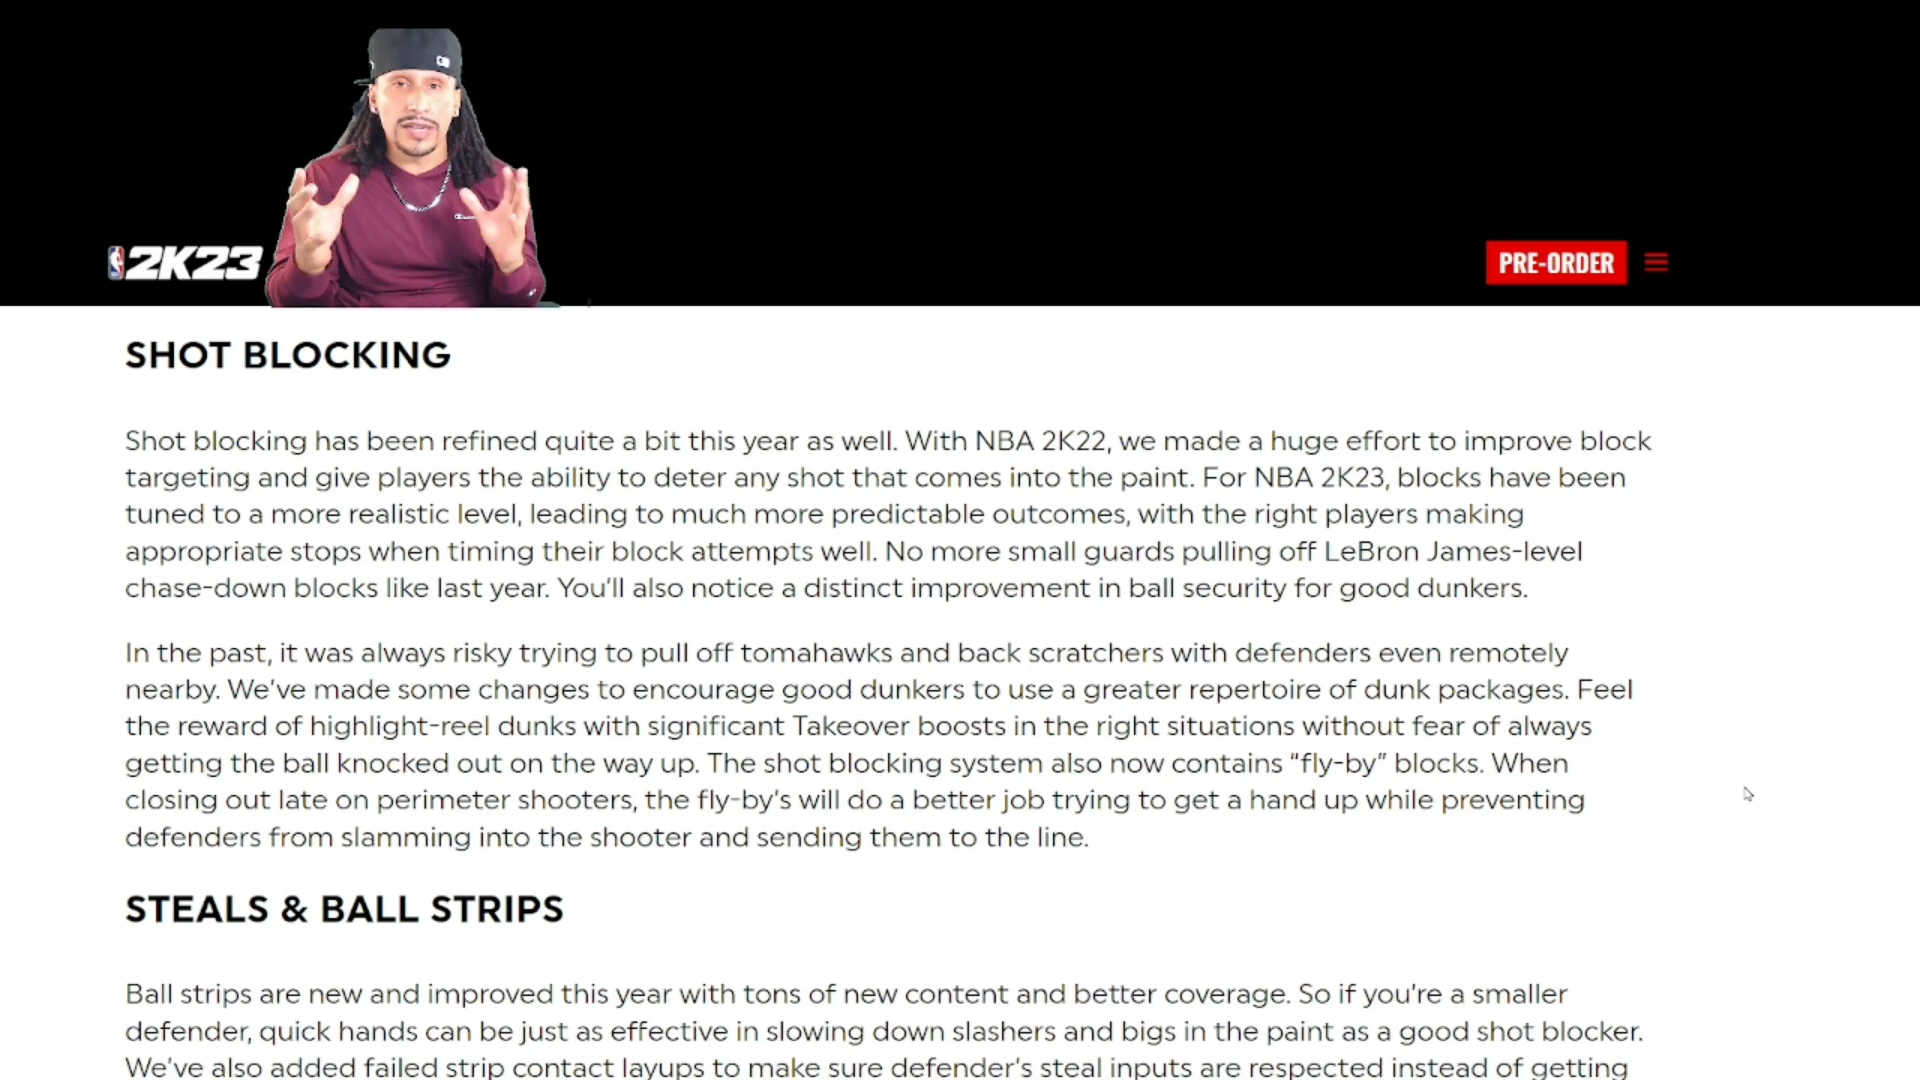 2K23
PRE-ORDER
SHOT BLOCKING
Shot blocking has been refined quite a bit this year as well. With NBA 2K22, we made a huge effort to improve block
targeting and give players the ability to deter any shot that comes into the paint. For NBA 2K23, blocks have been
tuned to a more realistic level, leading to much more predictable outcomes, with the right players making
appropriate stops when timing their block attempts well. No more small guards pulling off LeBron James-level
chase-down blocks like last year. You’ll also notice a distinct improvement in ball security for good dunkers.
In the past, it was always risky trying to pull off tomahawks and back scratchers with defenders even remotely
nearby. We’ve made some changes to encourage good dunkers to use a greater repertoire of dunk packages. Feel
the reward of highlight-reel dunks with significant Takeover boosts in the right situations without fear of always
getting the ball knocked out on the way up. The shot blocking system also now contains “fly-by” blocks. When
closing out late on perimeter shooters, the fly-by’s will do a better job trying to get a hand up while preventing
defenders from slamming into the shooter and sending them to the line.
STEALS & BALL STRIPS
Ball strips are new and improved this year with tons of new content and better coverage. So if you’re a smaller
defender, quick hands can be just as effective in slowing down slashers and bigs in the paint as a good shot blocker.
We’ve also added failed strip contact layups to make sure defender’s steal inputs are respected instead of getting